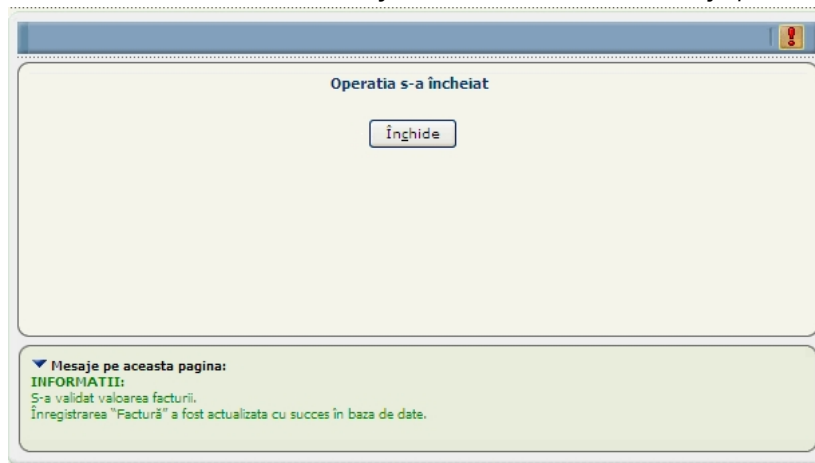 Operatia s-a încheiat
Închide
Mesaje pe aceasta pagina:
INFORMATII:
S-a validat valoarea facturii.
Înregistrarea "Factură" a fost actualizata cu succes în baza de date.